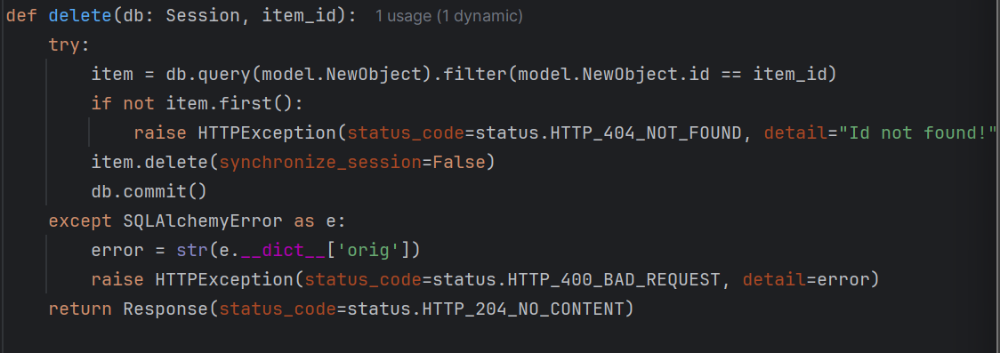 def delete(db: Session, item_id): 1 usage (1 dynamic)
    try:
        item = db.query(model.NewObject).filter(model.NewObject.id == item_id)
        if not item.first():
            raise HTTPException(status_code=status.HTTP_404_NOT_FOUND, detail="Id not found!"
        item.delete(synchronize_session=False)
        db.commit()
    except SQLAlchemyError as e:
        error = str(e.__dict__['orig'])
        raise HTTPException(status_code=status.HTTP_400_BAD_REQUEST, detail=error)
    return Response(status_code=status.HTTP_204_NO_CONTENT)